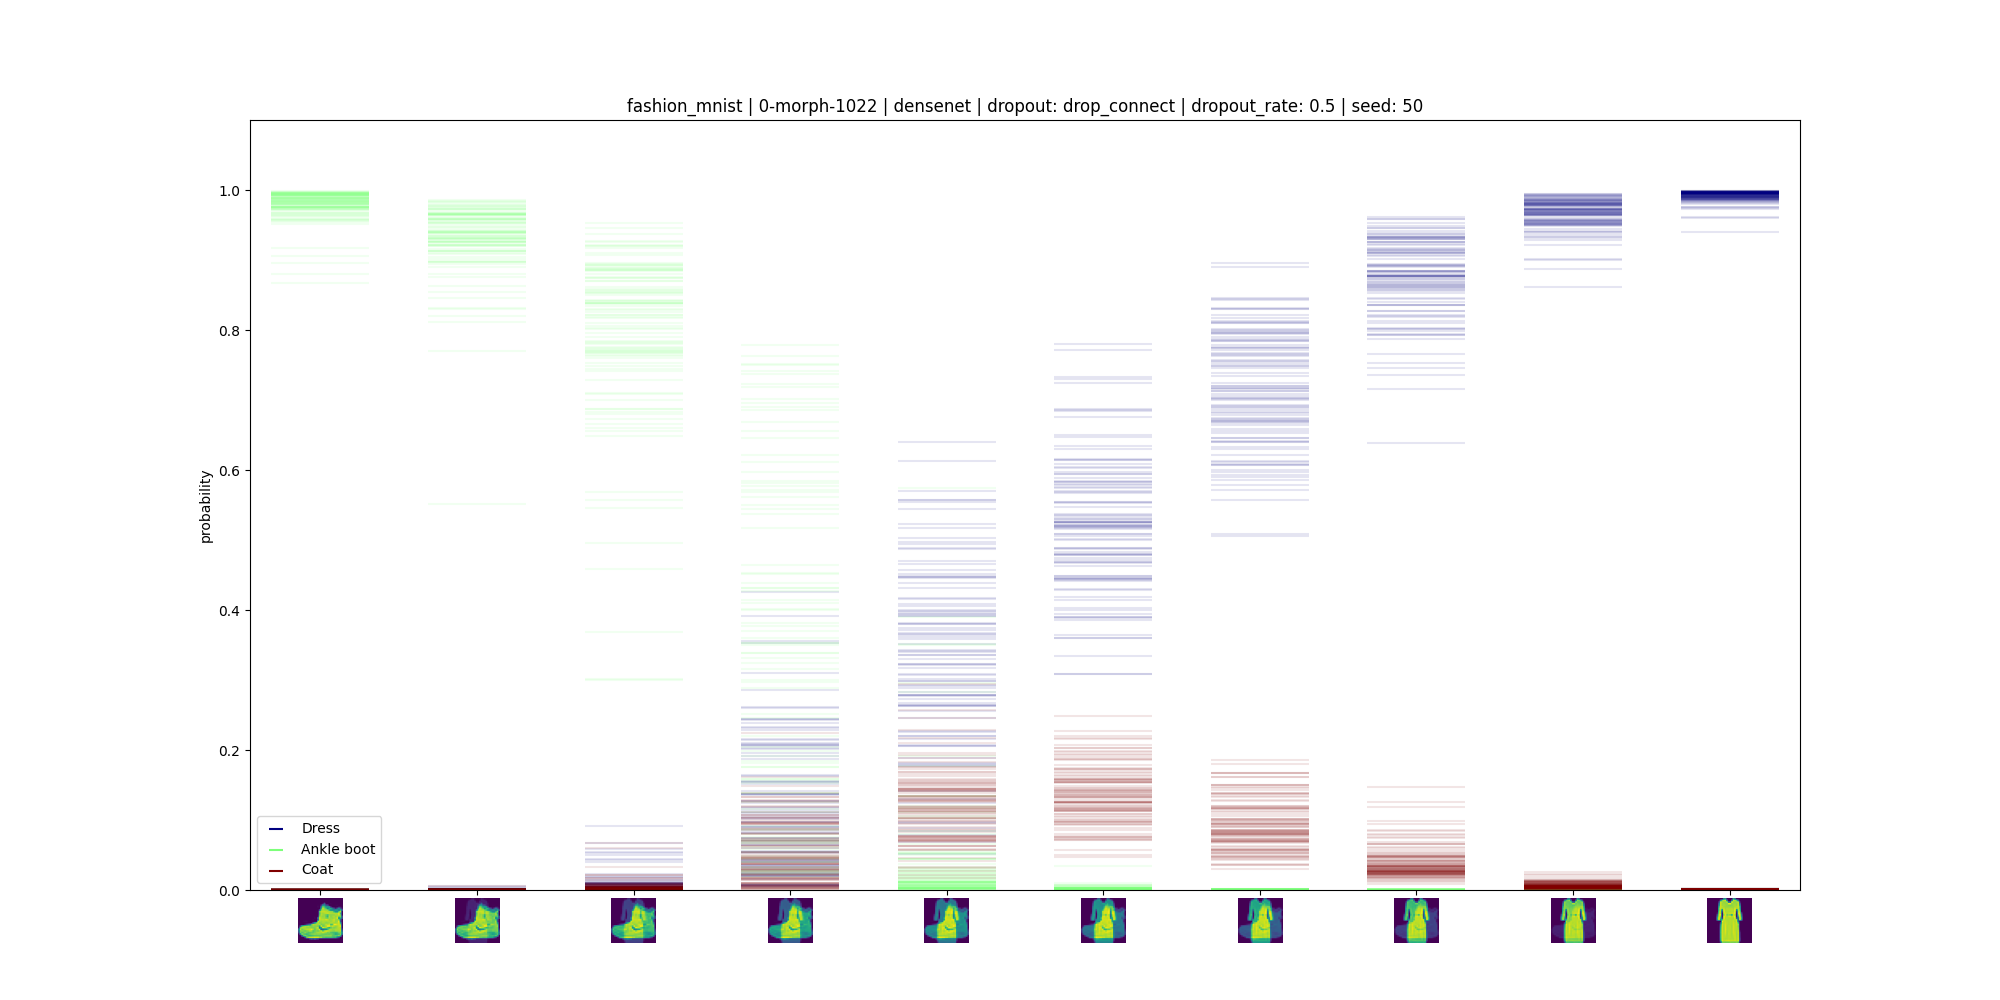 fashion_mnist | 0-morph-1022 | densenet | dropout: drop_connect | dropout_rate: 0.5 | seed: 50
probability
1.0
0.8
0.6
0.4
0.2
0.0
Dress
Ankle boot
Coat